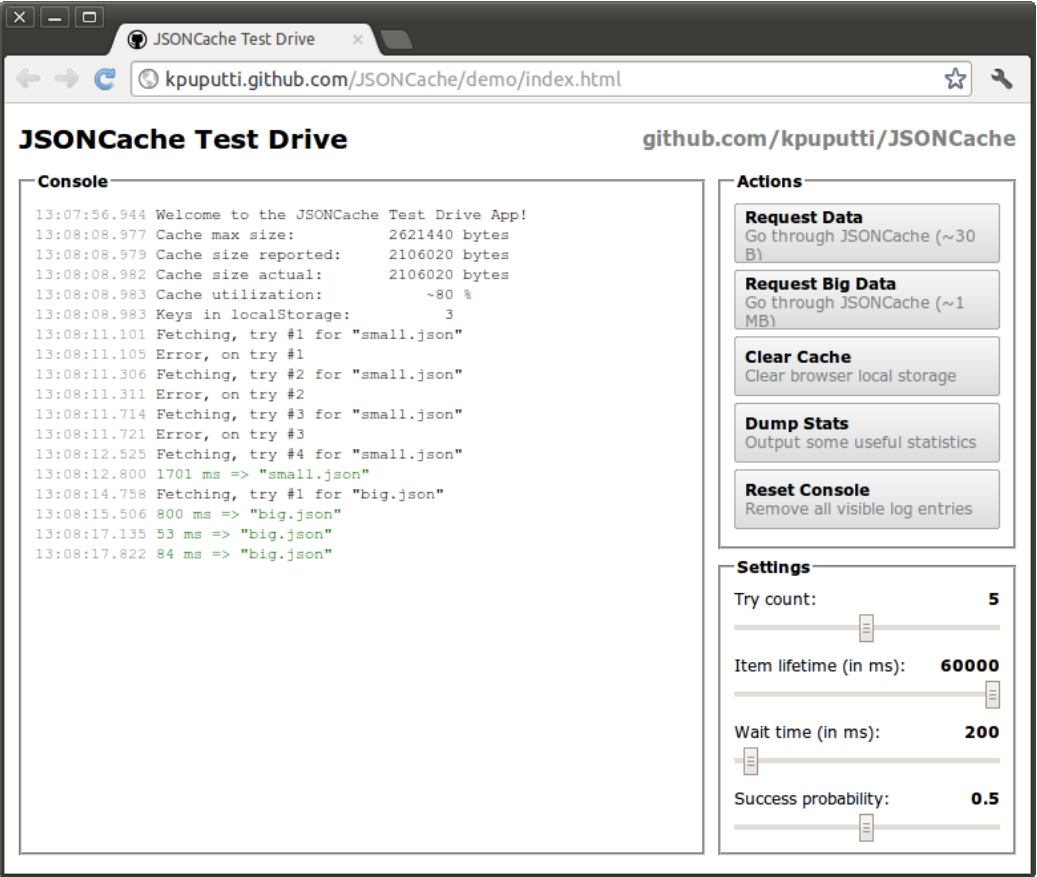 JSONCache Test Drive
kpuputti.github.com/JSONCache/demo/index.html
JSONCache Test Drive
github.com/kpuputti/JSONCache
Console
13:07:56.944 Welcome to the JSONCache Test Drive App!
13:08:08.977 Cache max size: 2621440 bytes
13:08:08.979 Cache size reported: 2106020 bytes
13:08:08.982 Cache size actual: 2106020 bytes
13:08:08.983 Cache utilization: ~80 %
13:08:08.983 Keys in localStorage: 3
13:08:11.101 Fetching, try #1 for "small.json"
13:08:11.105 Error, on try #1
13:08:11.306 Fetching, try #2 for "small.json"
13:08:11.311 Error, on try #2
13:08:11.714 Fetching, try #3 for "small.json"
13:08:11.721 Error, on try #3
13:08:12.525 Fetching, try #4 for "small.json"
13:08:12.800 1701 ms => "small.json"
13:08:14.758 Fetching, try #1 for "big.json"
13:08:15.506 800 ms => "big.json"
13:08:17.135 53 ms => "big.json"
13:08:17.822 84 ms => "big.json"
Actions
Request Data
Go through JSONCache (~30
B)
Request Big Data
Go through JSONCache (~1
MB)
Clear Cache
Clear browser local storage
Dump Stats
Output some useful statistics
Reset Console
Remove all visible log entries
Settings
Try count: 5
Item lifetime (in ms): 60000
Wait time (in ms): 200
Success probability: 0.5